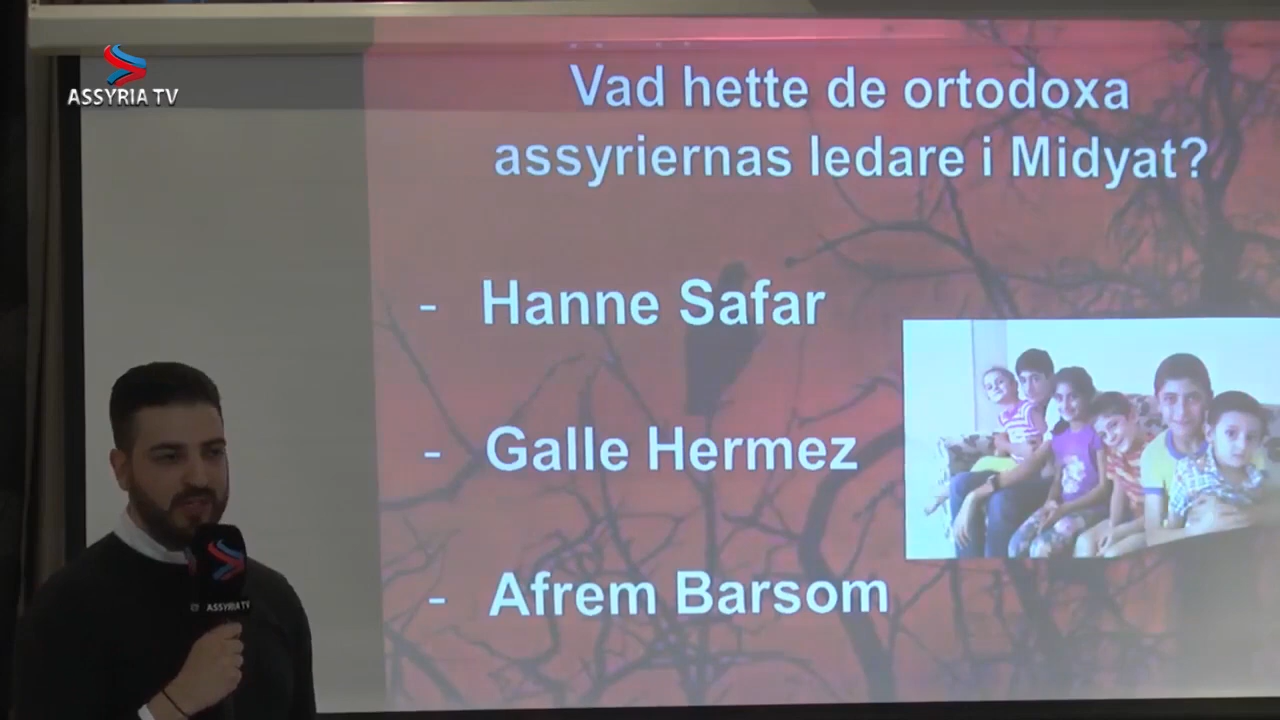 ASSYRIA TV
Vad hette de ortodoxa
assyriernas ledare i Midyat?
- Hanne Safar
- Galle Hermez
- Afrem Barsom
ASSYRIA TV